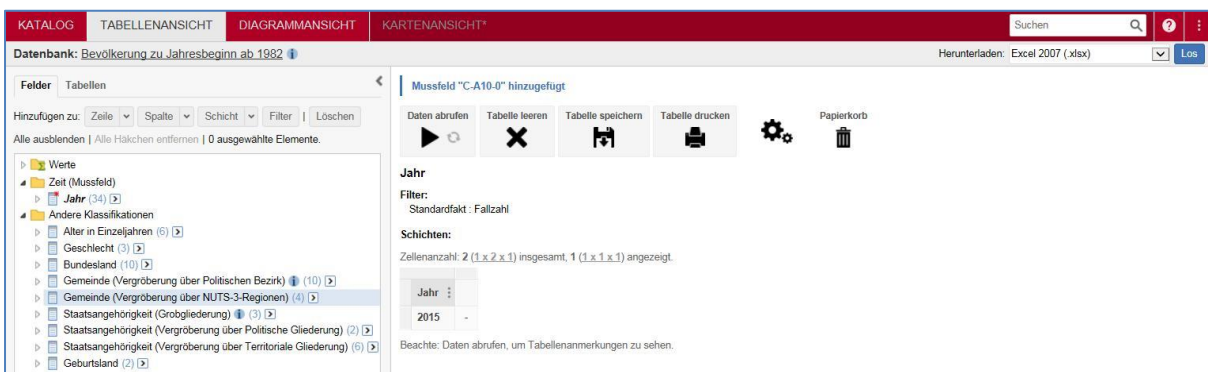 KATALOG TABELLENANSICHT DIAGRAMMANSICHT KARTENANSICHT* Suchen
Datenbank: Bevölkerung zu Jahresbeginn ab 1982 Herunterladen: Excel 2007 (.xlsx) Los
Felder Tabellen
Hinzufügen zu: Zeile Spalte Schicht Filter | Löschen
Alle ausblenden | Alle Häkchen entfernen | 0 ausgewählte Elemente.
Werte
Zeit (Mussfeld)
Jahr (34)
Andere Klassifikationen
Alter in Einzeljahren (6)
Geschlecht (3)
Bundesland (10)
Gemeinde (Vergröberung über Politischen Bezirk) (10)
Gemeinde (Vergröberung über NUTS-3-Regionen) (4)
Staatsangehörigkeit (Grobgliederung) (3)
Staatsangehörigkeit (Vergröberung über Politische Gliederung) (2)
Staatsangehörigkeit (Vergröberung über Territoriale Gliederung) (6)
Geburtsland (2)
Mussfeld "C-A10-0" hinzugefügt
Daten abrufen Tabelle leeren Tabelle speichern Tabelle drucken Papierkorb
Jahr
Filter:
Standardfakt : Fallzahl
Schichten:
Zellenanzahl: 2 (1 x 2 x 1) insgesamt, 1 (1 x 1 x 1) angezeigt.
Jahr
2015 -
Beachte: Daten abrufen, um Tabellenanmerkungen zu sehen.